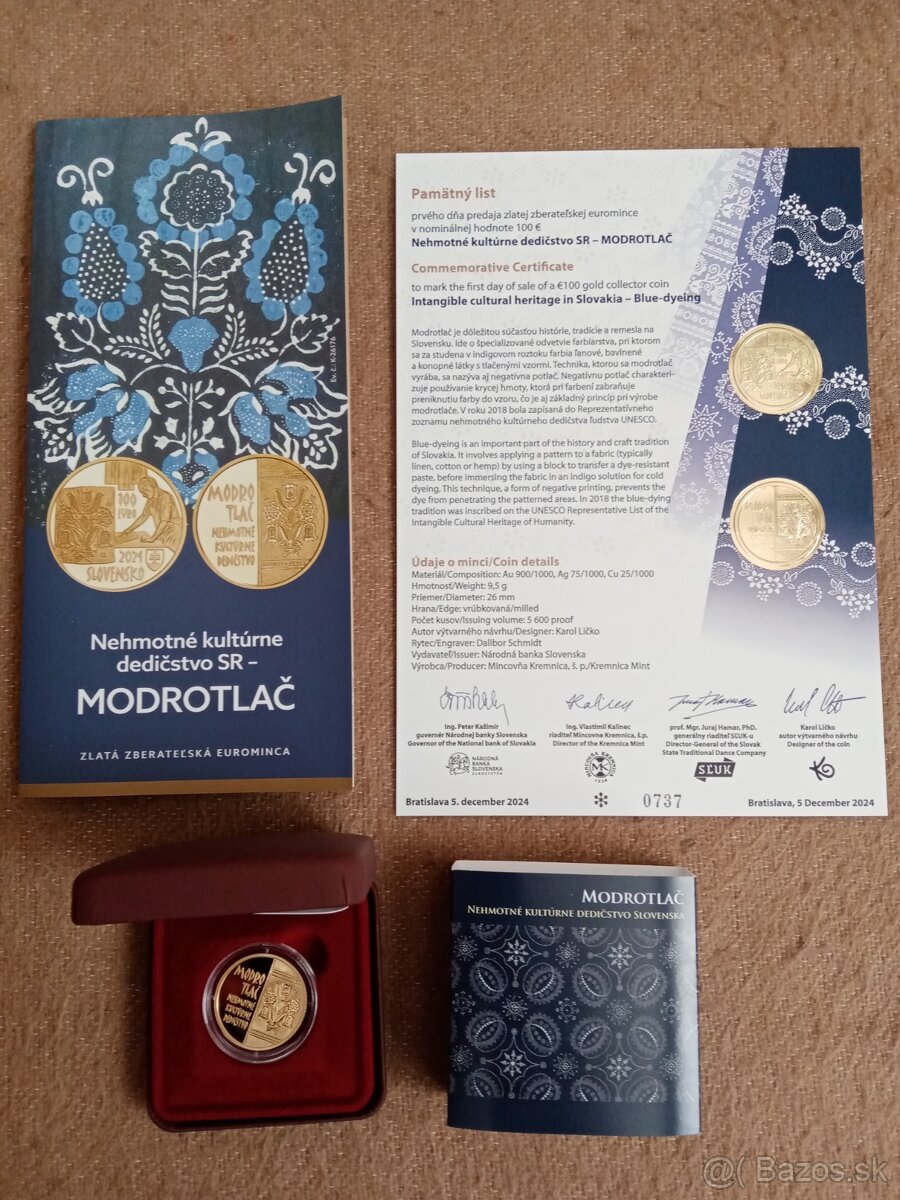 Ev. č.: K-26176
100
EURO
2024
SLOVENSKO
MODRO
TLAČ
NEHMOTNÉ
KULTÚRNE
DEDIČSTVO
Nehmotné kultúrne
dedičstvo SR –
MODROTLAČ
ZLATÁ ZBERATEĽSKÁ EUROMINCA
Pamätný list
prvého dňa predaja zlatej zberateľskej euromince
v nominálnej hodnote 100 €
Nehmotné kultúrne dedičstvo SR – MODROTLAČ
Commemorative Certificate
to mark the first day of sale of a €100 gold collector coin
Intangible cultural heritage in Slovakia – Blue-dyeing
Modrotlač je dôležitou súčasťou histórie, tradície a remesla na
Slovensku. Ide o špecializované odvetvie farbiarstva, pri ktorom
sa za studena v indigovom roztoku farbia ľanové, bavlnené
a konopné látky s tlačenými vzormi. Technika, ktorou sa modrotlač
vyrába, sa nazýva aj negatívna potlač. Negatívnu potlač charakteri-
zuje používanie krycej hmoty, ktorá pri farbení zabraňuje
preniknutiu farby do vzoru, čo je aj základný princíp pri výrobe
modrotlače. V roku 2018 bola zapísaná do Reprezentatívneho
zoznamu nehmotného kultúrneho dedičstva ľudstva UNESCO.
Blue-dyeing is an important part of the history and craft tradition
of Slovakia. It involves applying a pattern to a fabric (typically
linen, cotton or hemp) by using a block to transfer a dye-resistant
paste, before immersing the fabric in an indigo solution for cold
dyeing. This technique, a form of negative printing, prevents the
dye from penetrating the patterned areas. In 2018 the blue-dying
tradition was inscribed on the UNESCO Representative List of the
Intangible Cultural Heritage of Humanity.
Údaje o minci/Coin details
Materiál/Composition: Au 900/1000, Ag 75/1000, Cu 25/1000
Hmotnosť/Weight: 9,5 g
Priemer/Diameter: 26 mm
Hrana/Edge: vrúbkovaná/milled
Počet kusov/Issuing volume: 5 600 proof
Autor výtvarného návrhu/Designer: Karol Ličko
Rytec/Engraver: Dalibor Schmidt
Vydavateľ/Issuer: Národná banka Slovenska
Výrobca/Producer: Mincovňa Kremnica, š. p./Kremnica Mint
Ing. Peter Kažimír
guvernér Národnej banky Slovenska
Governor of the National bank of Slovakia
NÁRODNÁ
BANKA
SLOVENSKA
EUROSYSTÉM
Ing. Vlastimil Kalinec
riaditeľ Mincovne Kremnica, š.p.
Director of the Kremnica Mint
prof. Mgr. Juraj Hamar, PhD.
generálny riaditeľ SĽUK-u
Director-General of the Slovak
State Traditional Dance Company
SĽUK
Karol Ličko
autor výtvarného návrhu
Designer of the coin
Bratislava 5. december 2024
0737
Bratislava, 5 December 2024
MODRO
TLAČ
NEHMOTNÉ
KULTÚRNE
DEDIČSTVO
MODROTLAČ
NEHMOTNÉ KULTÚRNE DEDIČSTVO SLOVENSKA
@( Bazos.sk